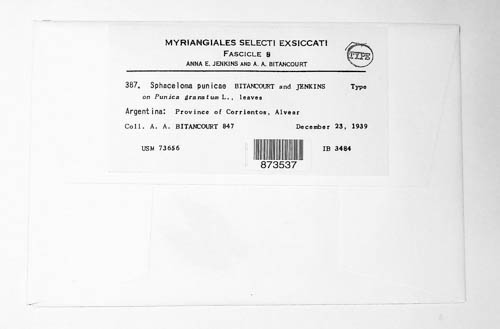 MYRIANGIALES SELECTI EXSICCATI
FASCICLE 8
ANNA E. JENKINS AND A. A. BITANCOURT
TYPE
387. Sphaceloma punicae BITANCOURT and JENKINS Type
on Punica granatum L., leaves
Argentina: Province of Corrientos, Alvear
Coll. A. A. BITANCOURT 847 December 23, 1939
USM 73656 IB 3484
873537